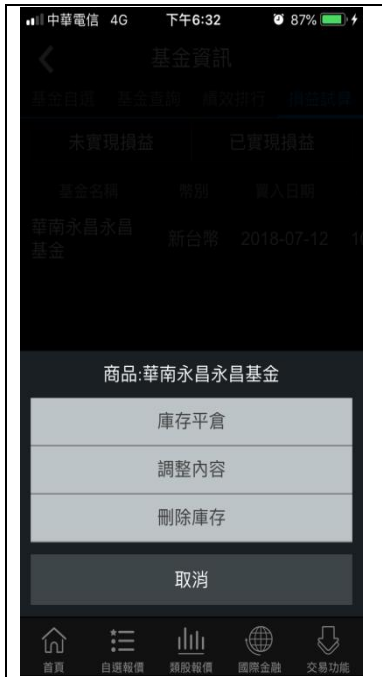 中華電信 4G 下午6:32 87%
基金資訊
基金自選 基金查詢 績效排行 損益試算
未實現損益 已實現損益
基金名稱 幣別 買入日期
華南永昌永昌
基金
新台幣 2018-07-12 10
商品:華南永昌永昌基金
庫存平倉
調整內容
刪除庫存
取消
首頁 自選報價 類股報價 國際金融 交易功能